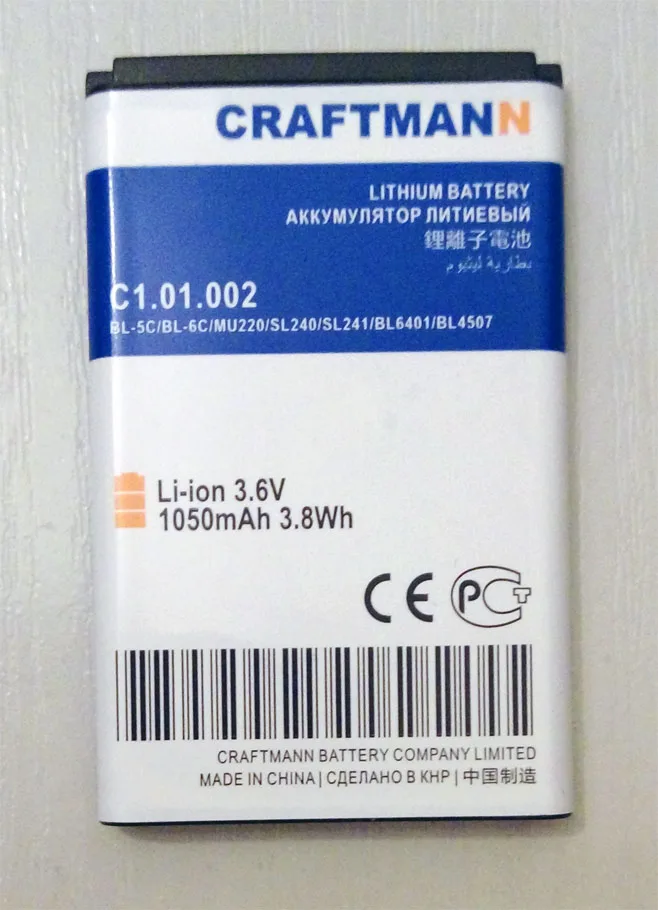 CRAFTMANN
LITHIUM BATTERY
АККУМУЛЯТОР ЛИТИЕВЫЙ
鋰離子電池
بطارية ليثيوم
C1.01.002
BL-5C/BL-6C/MU220/SL240/SL241/BL6401/BL4507
Li-ion 3.6V
1050mAh 3.8Wh
CE РСТ
CRAFTMANN BATTERY COMPANY LIMITED
MADE IN CHINA | СДЕЛАНО В КНР | 中国制造